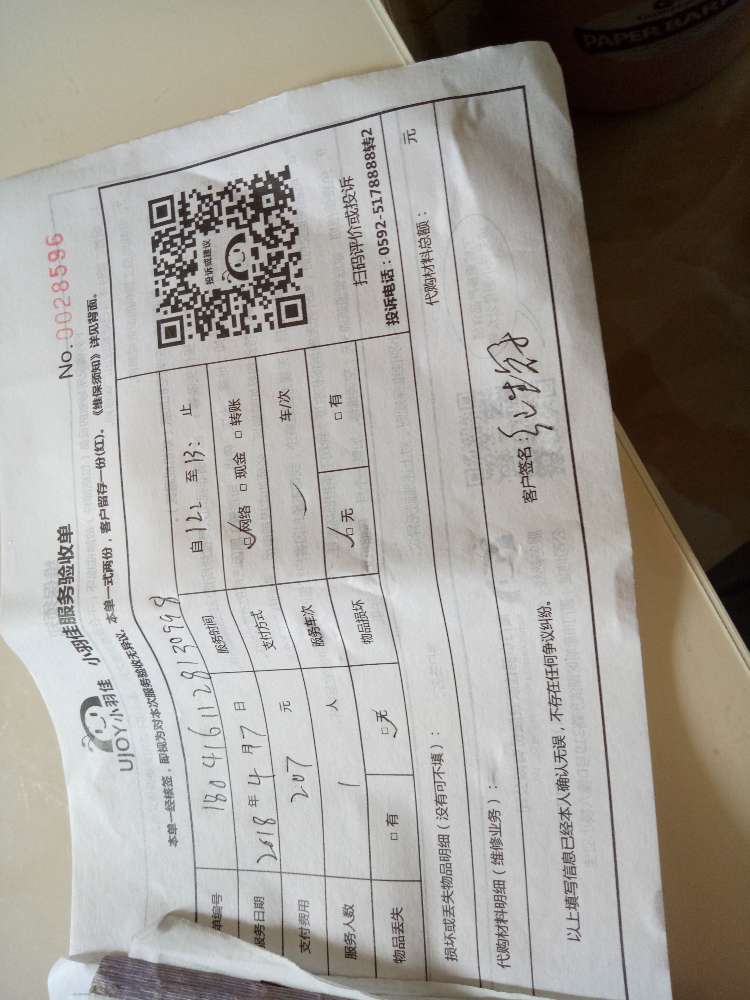 UJOY小羽佳 小羽佳服务验收单
No. 0028596
本单一经核签,即视为对本次服务验收无异议。本单一式两份,客户留存一份(红)。《维保须知》详见背面。
单编号 服务时间 自 至 止
服务日期 2018 年 4 月 7 日 支付方式 ☑网络 □现金 □转账
支付费用 207 元 服务车次 车/次
服务人数 1 人 物品损坏 ☑无 □有
物品丢失 □有 ☑无
投诉或建议
扫码评价或投诉
投诉电话:0592-5178888转2
损坏或丢失物品明细(没有可不填):
代购材料明细(维修业务): 代购材料总额: 元
以上填写信息已经本人确认无误,不存在任何争议纠纷。 客户签名:
PAPER BAR